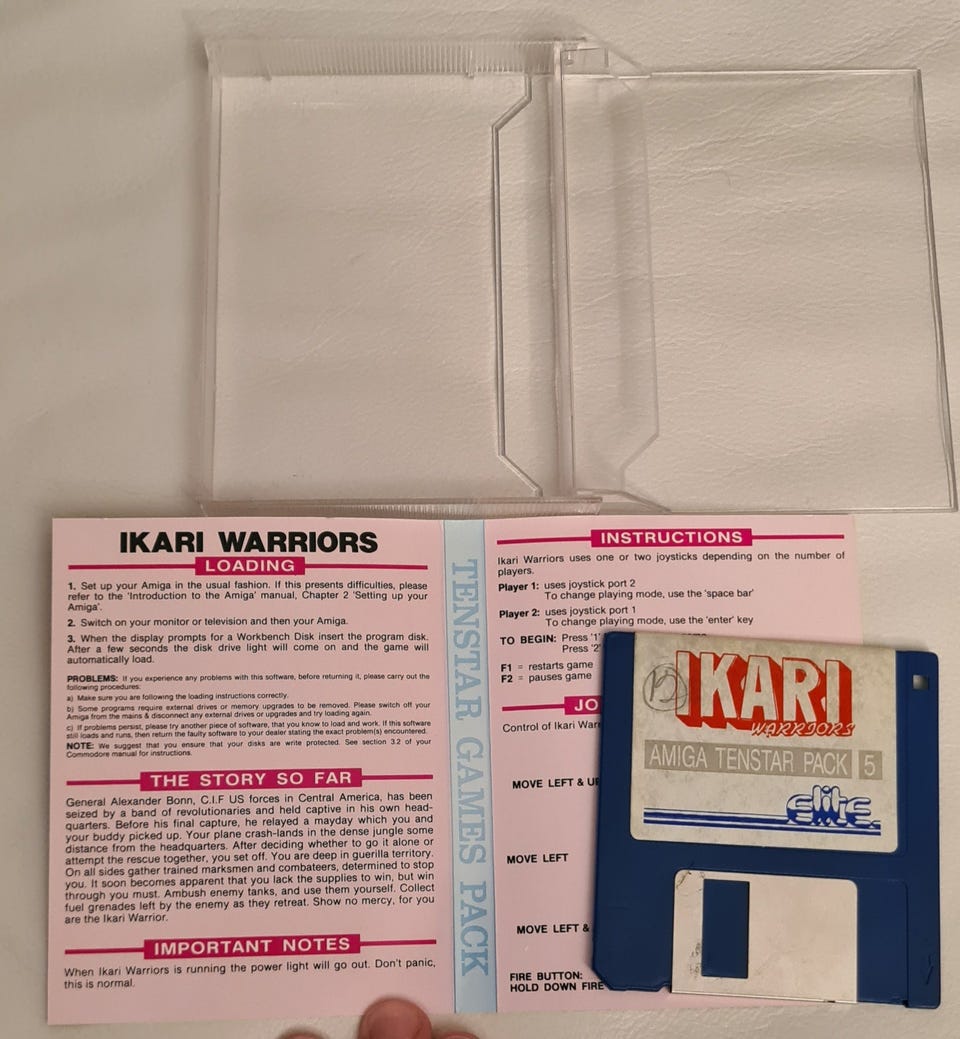 IKARI WARRIORS
LOADING
1. Set up your Amiga in the usual fashion. If this presents difficulties, please
refer to the 'Introduction to the Amiga' manual, Chapter 2 'Setting up your
Amiga'.
2. Switch on your monitor or television and then your Amiga.
3. When the display prompts for a Workbench Disk insert the program disk.
After a few seconds the disk drive light will come on and the game will
automatically load.
PROBLEMS: If you experience any problems with this software, before returning it, please carry out the
following procedures:
a) Make sure you are following the loading instructions correctly.
b) Some programs require external drives or memory upgrades to be removed. Please switch off your
Amiga from the mains & disconnect any external drives or upgrades and try loading again.
c) If problems persist, please try another piece of software, that you know to load and work. If this software
still loads and runs, then return the faulty software to your dealer stating the exact problem(s) encountered.
NOTE: We suggest that you ensure that your disks are write protected. See section 3.2 of your
Commodore manual for instructions.
THE STORY SO FAR
General Alexander Bonn, C.I.F US forces in Central America, has been
seized by a band of revolutionaries and held captive in his own head-
quarters. Before his final capture, he relayed a mayday which you and
your buddy picked up. Your plane crash-lands in the dense jungle some
distance from the headquarters. After deciding whether to go it alone or
attempt the rescue together, you set off. You are deep in guerilla territory.
On all sides gather trained marksmen and combateers, determined to stop
you. It soon becomes apparent that you lack the supplies to win, but win
through you must. Ambush enemy tanks, and use them yourself. Collect
fuel grenades left by the enemy as they retreat. Show no mercy, for you
are the Ikari Warrior.
IMPORTANT NOTES
When Ikari Warriors is running the power light will go out. Don't panic,
this is normal.
TENSTAR GAMES PACK
INSTRUCTIONS
Ikari Warriors uses one or two joysticks depending on the number of
players.
Player 1: uses joystick port 2
To change playing mode, use the 'space bar'
Player 2: uses joystick port 1
To change playing mode, use the 'enter' key
TO BEGIN: Press '1'
Press '2'
F1 = restarts game
F2 = pauses game
JO
Control of Ikari War
MOVE LEFT & U
MOVE LEFT
MOVE LEFT &
FIRE BUTTON:
HOLD DOWN FIRE
IKARI
WARRIORS
AMIGA TENSTAR PACK 5
elite